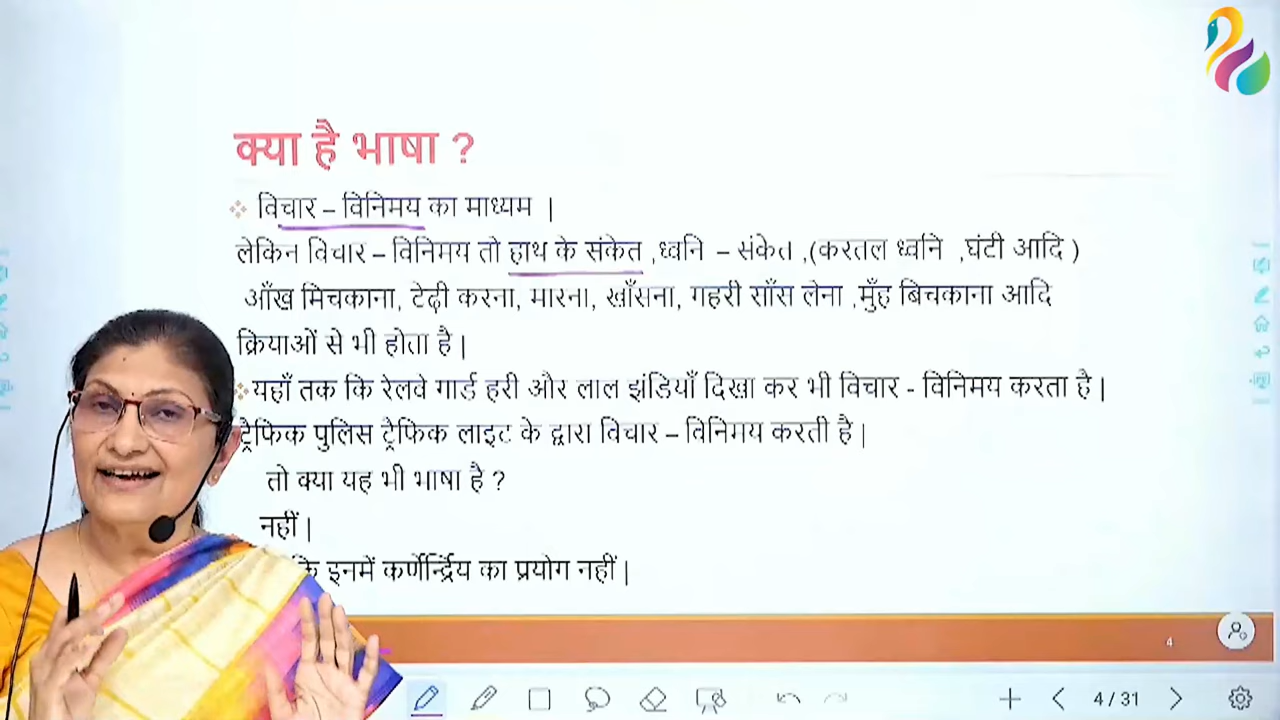 क्या है भाषा ?
❖ विचार – विनिमय का माध्यम |
लेकिन विचार – विनिमय तो हाथ के संकेत ,ध्वनि – संकेत ,(करतल ध्वनि ,घंटी आदि )
आँख मिचकाना, टेढ़ी करना, मारना, खाँसना, गहरी साँस लेना ,मुँह बिचकाना आदि
क्रियाओं से भी होता है |
❖यहाँ तक कि रेलवे गार्ड हरी और लाल झंडियाँ दिखा कर भी विचार - विनिमय करता है |
ट्रैफिक पुलिस ट्रैफिक लाइट के द्वारा विचार – विनिमय करती है |
तो क्या यह भी भाषा है ?
नहीं |
कि इनमें कर्णेन्द्रिय का प्रयोग नहीं |
4
4 / 31